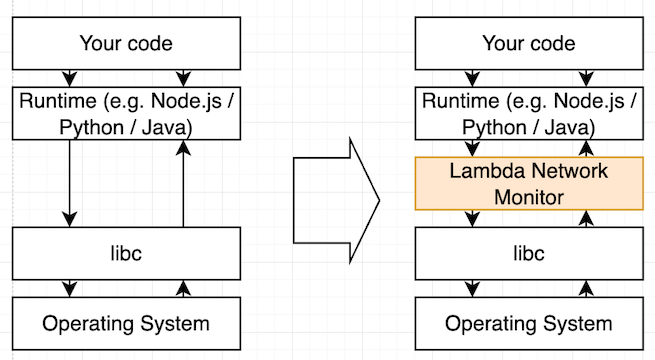 Your code
Runtime (e.g. Node.js /
Python / Java)
libc
Operating System
Your code
Runtime (e.g. Node.js /
Python / Java)
Lambda Network
Monitor
libc
Operating System